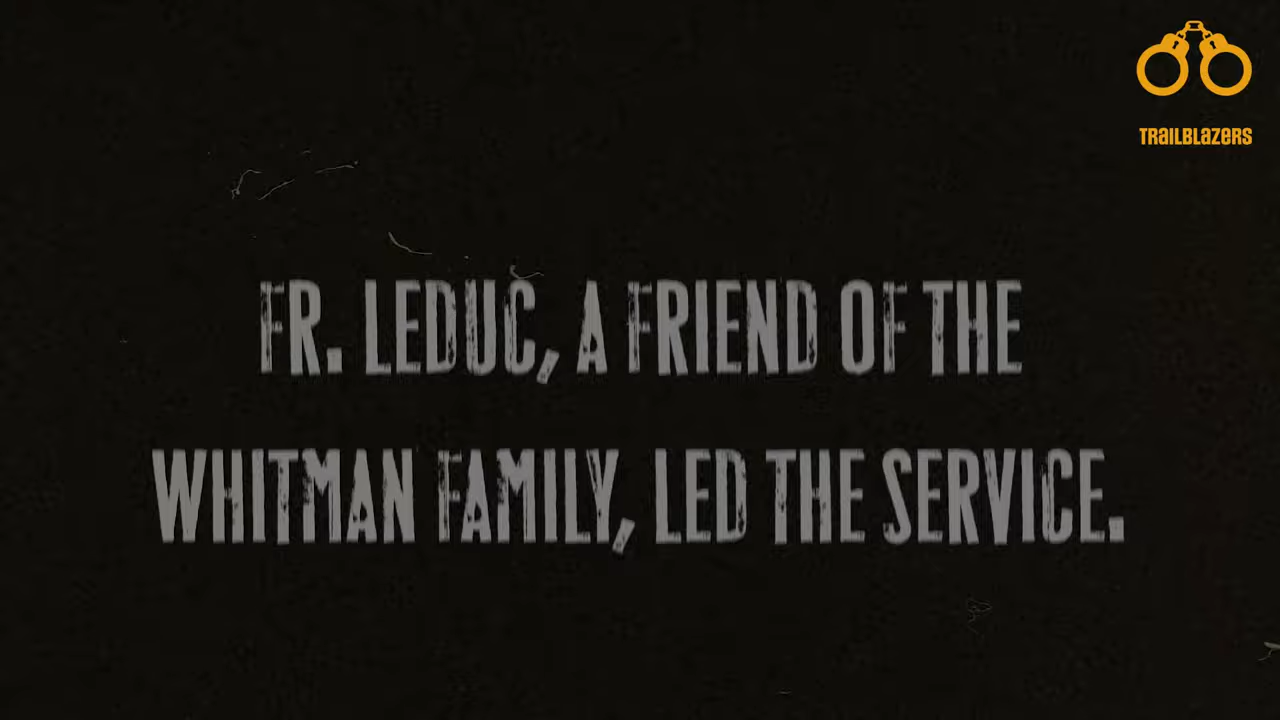 TRAILBLAZERS
FR. LEDUC, A FRIEND OF THE
WHITMAN FAMILY, LED THE SERVICE.